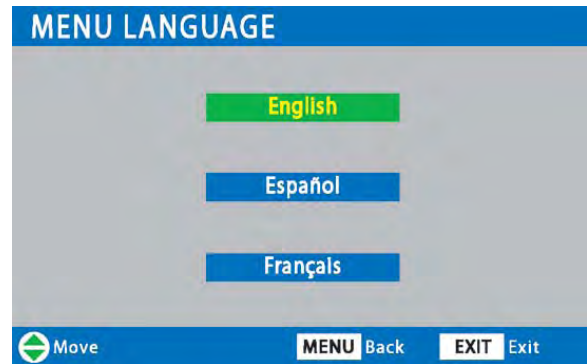 MENU LANGUAGE
English
Español
Français
Move MENU Back EXIT Exit